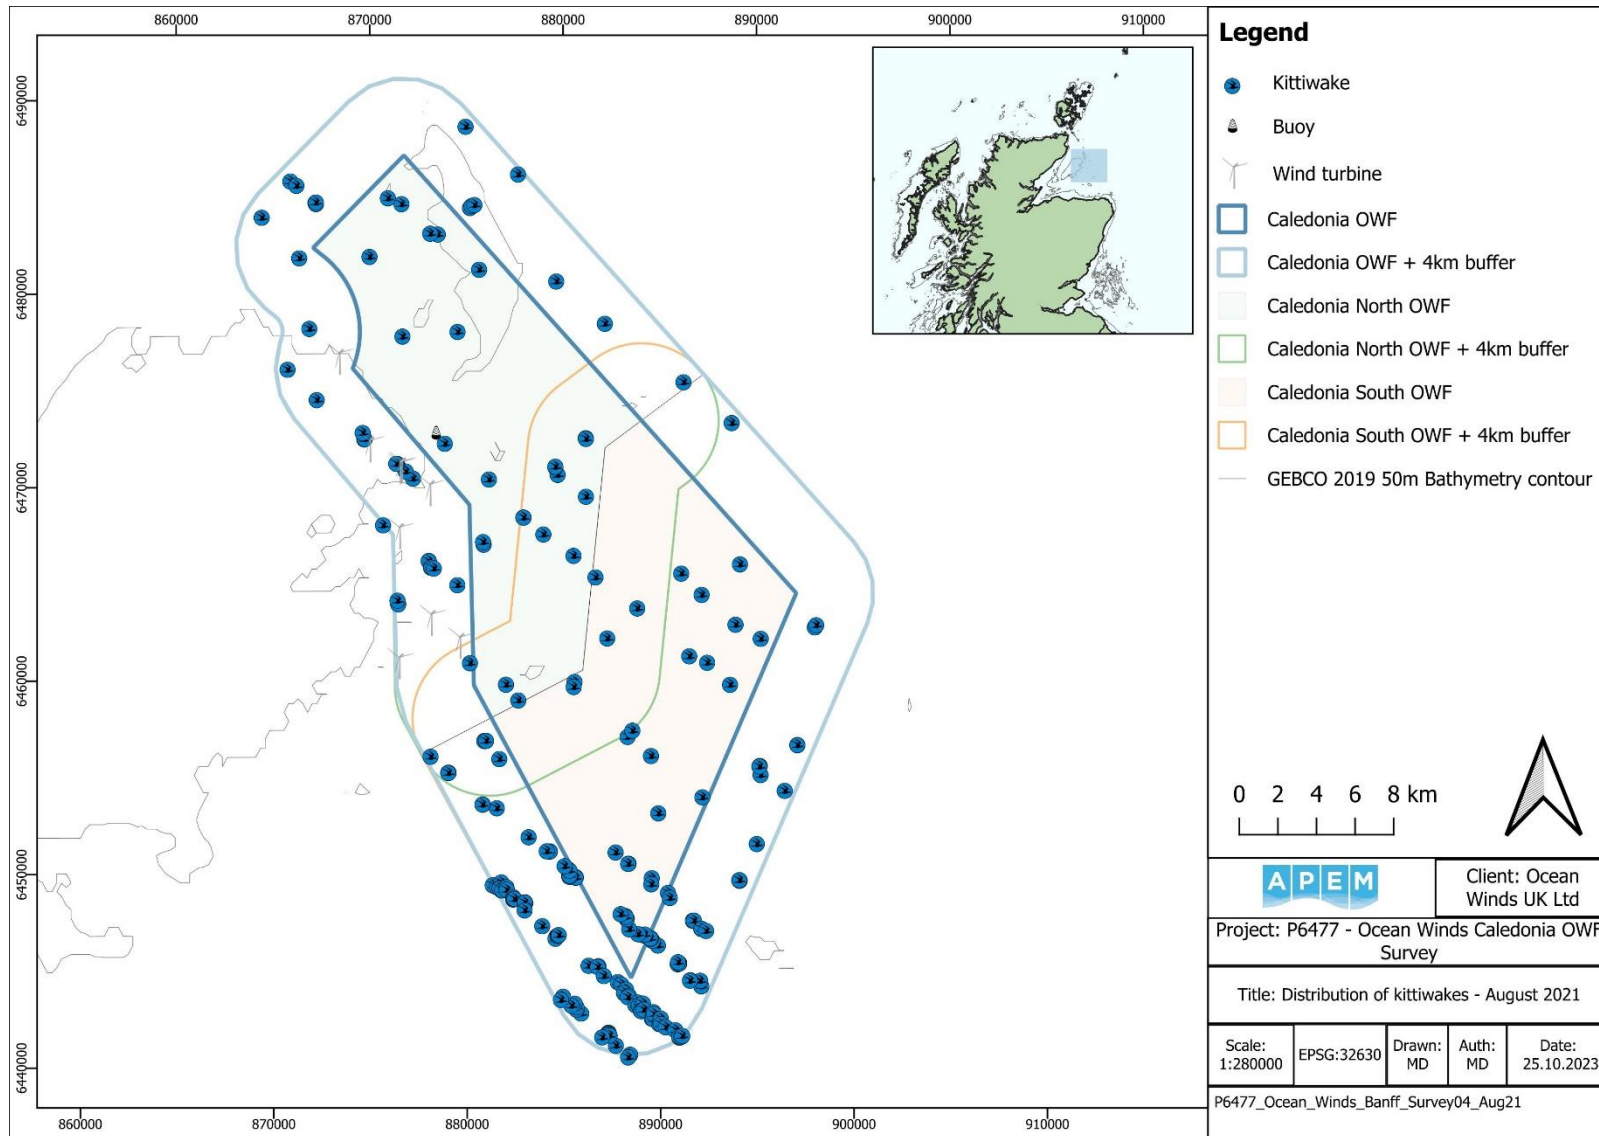 860000 870000 880000 890000 900000 910000
6490000
6480000
6470000
6460000
6450000
6440000
860000 870000 880000 890000 900000 910000
Legend
Kittiwake
Buoy
Wind turbine
Caledonia OWF
Caledonia OWF + 4km buffer
Caledonia North OWF
Caledonia North OWF + 4km buffer
Caledonia South OWF
Caledonia South OWF + 4km buffer
GEBCO 2019 50m Bathymetry contour
0 2 4 6 8 km
APEM
Client: Ocean
Winds UK Ltd
Project: P6477 - Ocean Winds Caledonia OWF
Survey
Title: Distribution of kittiwakes - August 2021
Scale:
1:280000
EPSG:32630
Drawn:
MD
Auth:
MD
Date:
25.10.2023
P6477_Ocean_Winds_Banff_Survey04_Aug21